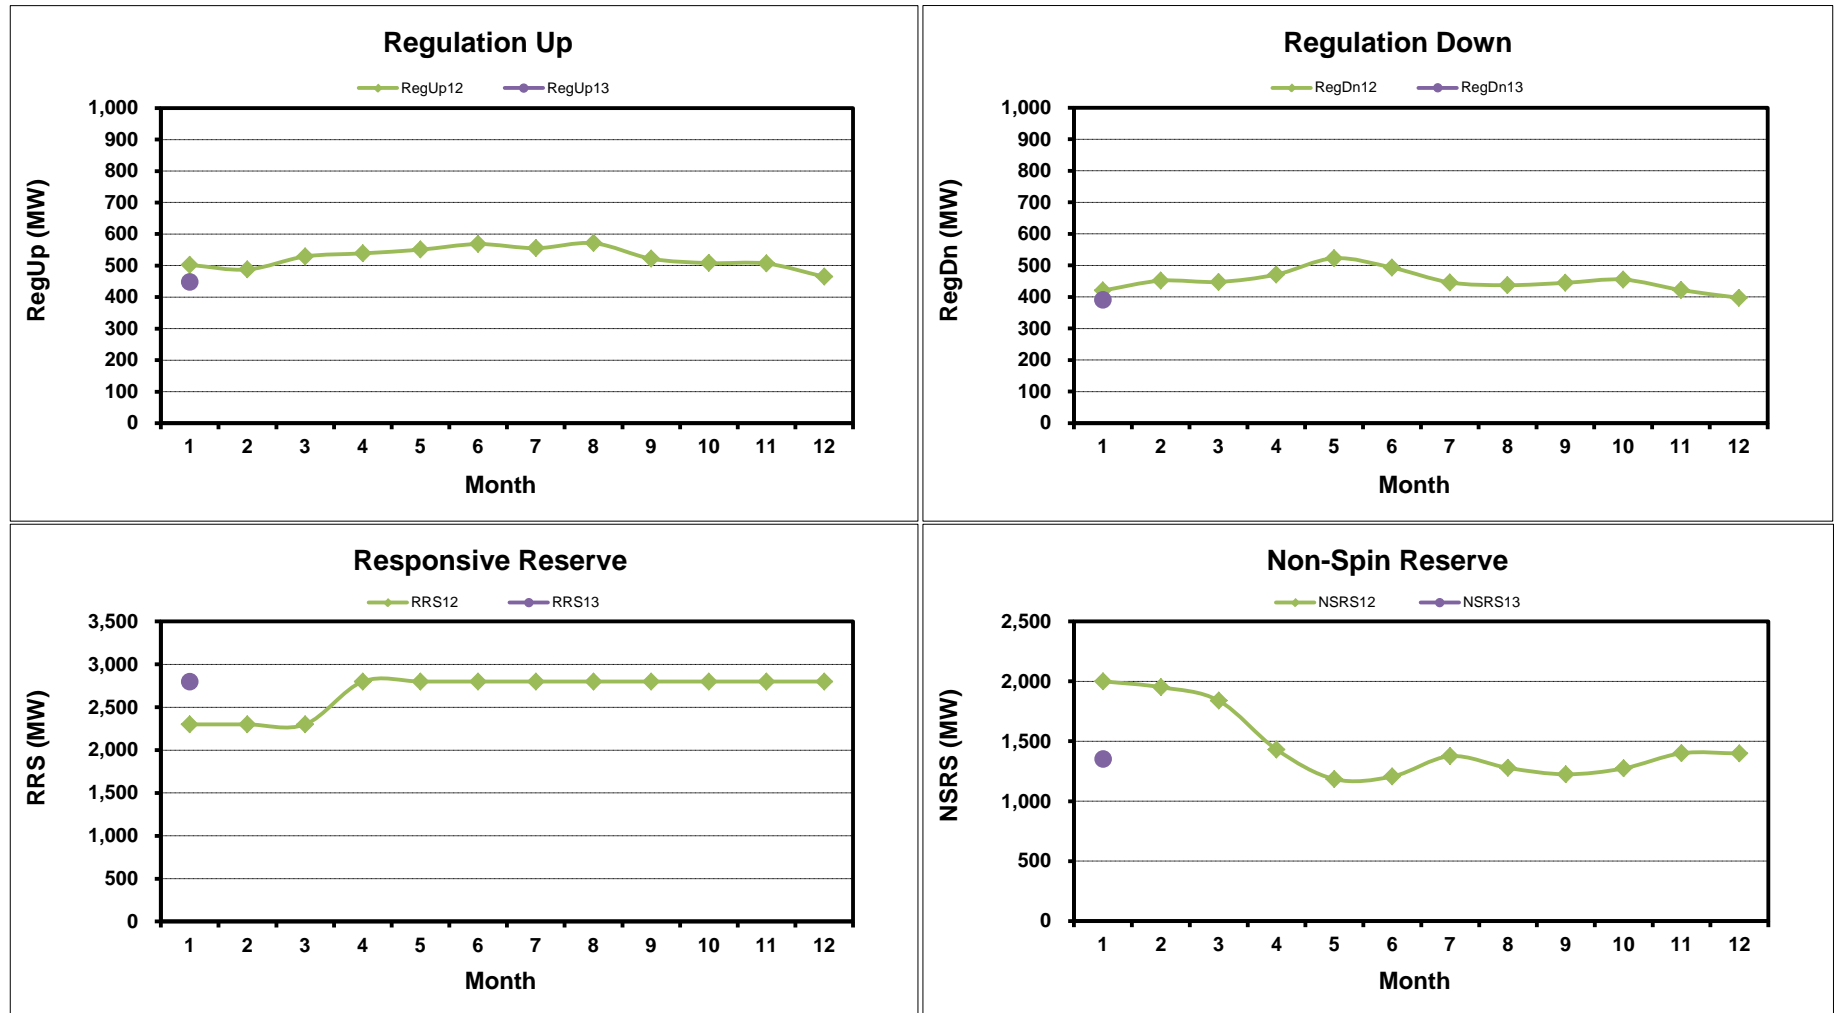 Regulation Up
RegUp12 RegUp13
1,000
900
800
700
600
500
400
300
200
100
0
RegUp (MW)
1 2 3 4 5 6 7 8 9 10 11 12
Month
Regulation Down
RegDn12 RegDn13
1,000
900
800
700
600
500
400
300
200
100
0
RegDn (MW)
1 2 3 4 5 6 7 8 9 10 11 12
Month
Responsive Reserve
RRS12 RRS13
3,500
3,000
2,500
2,000
1,500
1,000
500
0
RRS (MW)
1 2 3 4 5 6 7 8 9 10 11 12
Month
Non-Spin Reserve
NSRS12 NSRS13
2,500
2,000
1,500
1,000
500
0
NSRS (MW)
1 2 3 4 5 6 7 8 9 10 11 12
Month